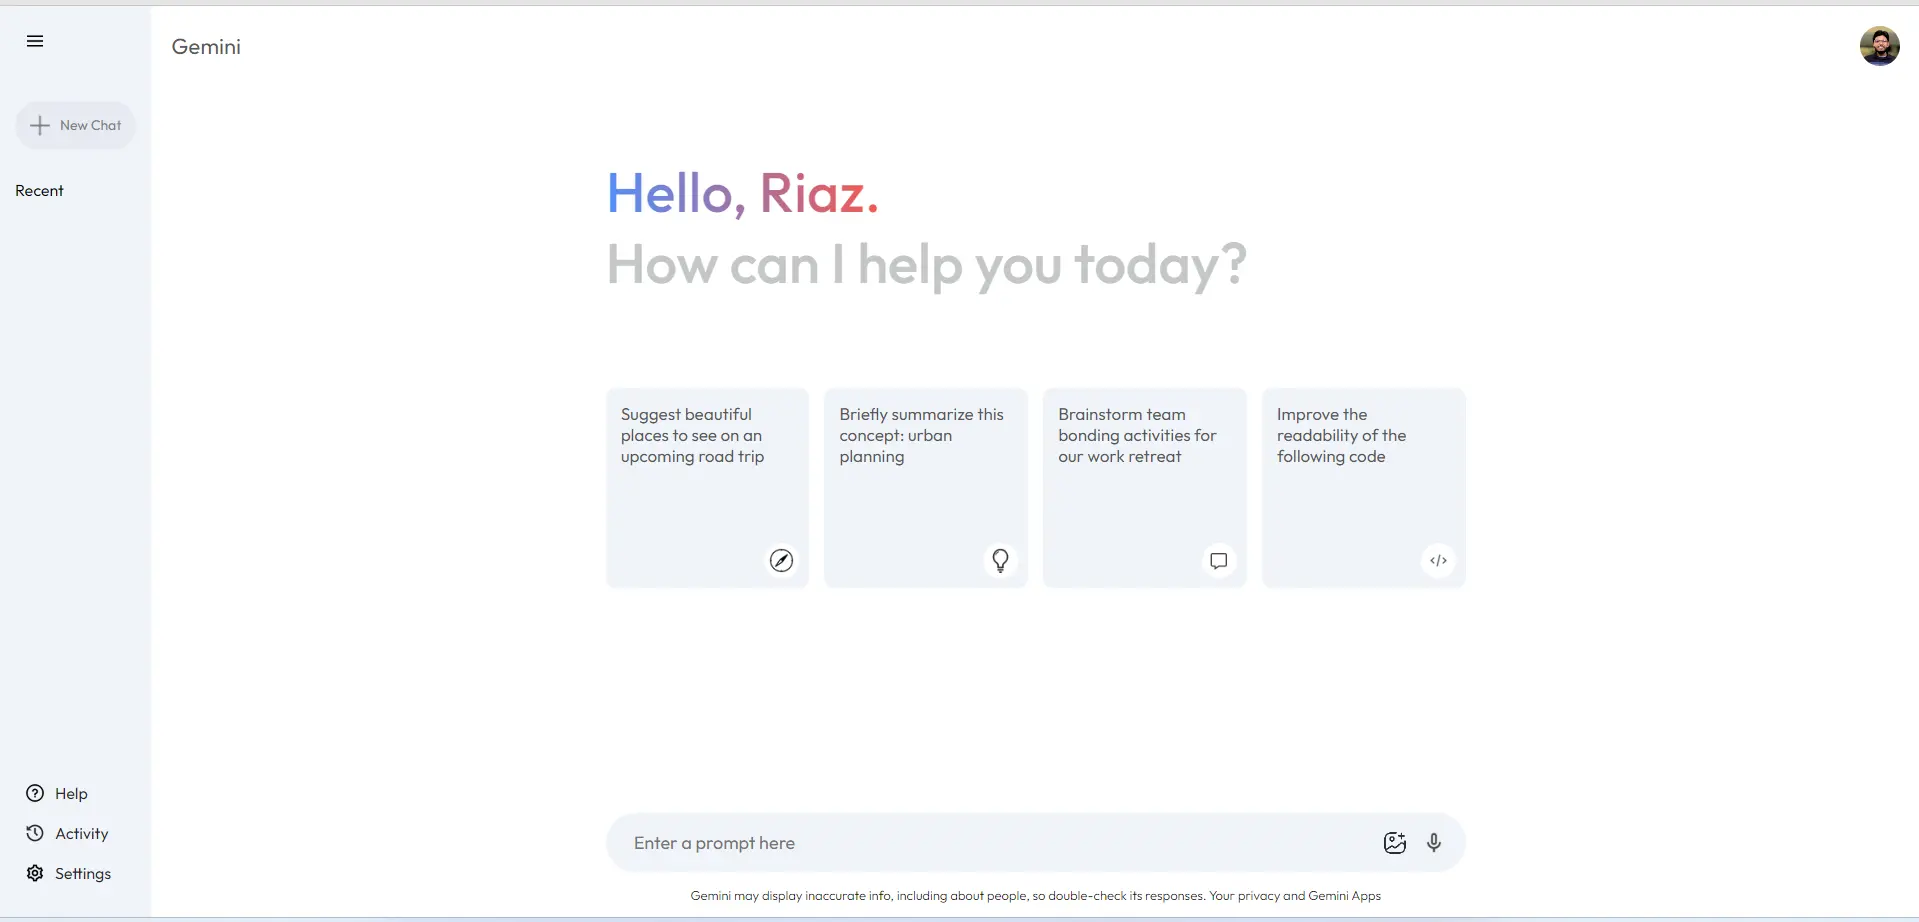 Gemini
New Chat
Recent
Hello, Riaz.
How can I help you today?
Suggest beautiful
places to see on an
upcoming road trip
Briefly summarize this
concept: urban
planning
Brainstorm team
bonding activities for
our work retreat
Improve the
readability of the
following code
Help
Activity
Settings
Enter a prompt here
Gemini may display inaccurate info, including about people, so double-check its responses. Your privacy and Gemini Apps